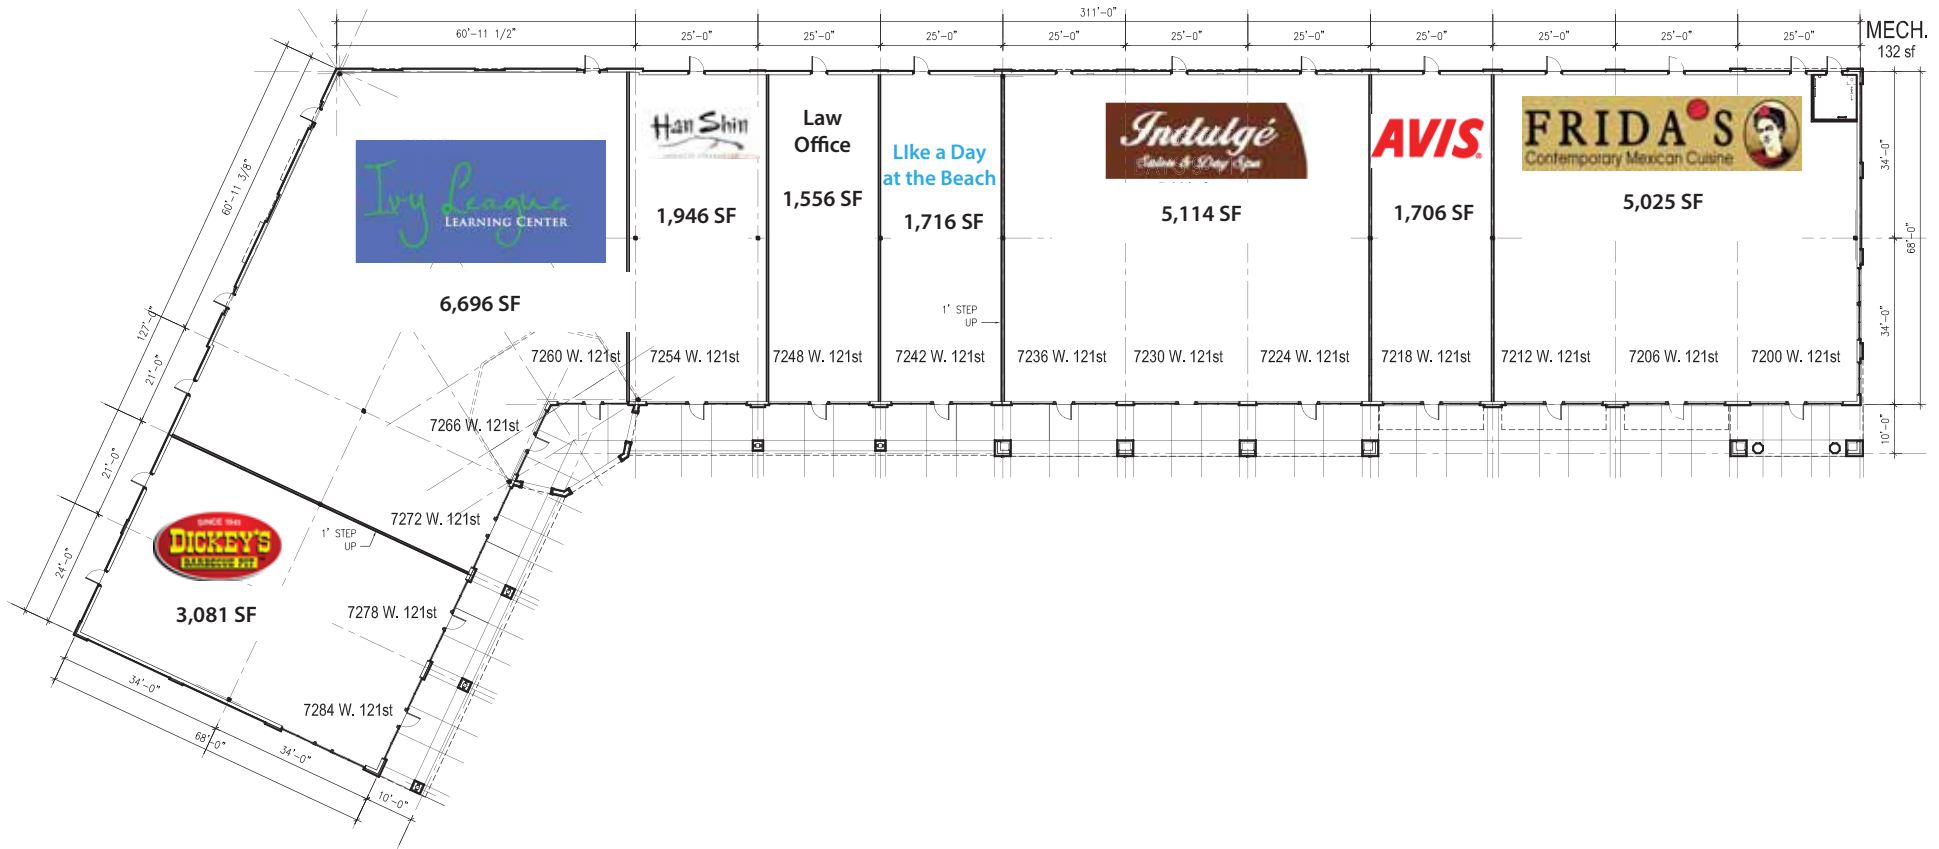 311'-0"
60'-11 1/2"
25'-0"
25'-0"
25'-0"
25'-0"
25'-0"
25'-0"
25'-0"
25'-0"
25'-0"
25'-0"
MECH.
132 sf
Ivy League
LEARNING CENTER
6,696 SF
Han Shin
1,946 SF
Law
Office
1,556 SF
LIke a Day
at the Beach
1,716 SF
Indulgé
Salon & Day Spa
5,114 SF
AVIS
1,706 SF
FRIDA'S
Contemporary Mexican Cuisine
5,025 SF
34'-0"
68'-0"
34'-0"
10'-0"
60'-11 3/8"
127'-0"
21'-0"
21'-0"
24'-0"
1' STEP
UP
7260 W. 121st
7254 W. 121st
7248 W. 121st
7242 W. 121st
7236 W. 121st
7230 W. 121st
7224 W. 121st
7218 W. 121st
7212 W. 121st
7206 W. 121st
7200 W. 121st
7266 W. 121st
7272 W. 121st
1' STEP
UP
SINCE 1941
DICKEY'S
BARBECUE PIT
3,081 SF
7278 W. 121st
7284 W. 121st
34'-0"
68'-0"
34'-0"
10'-0"